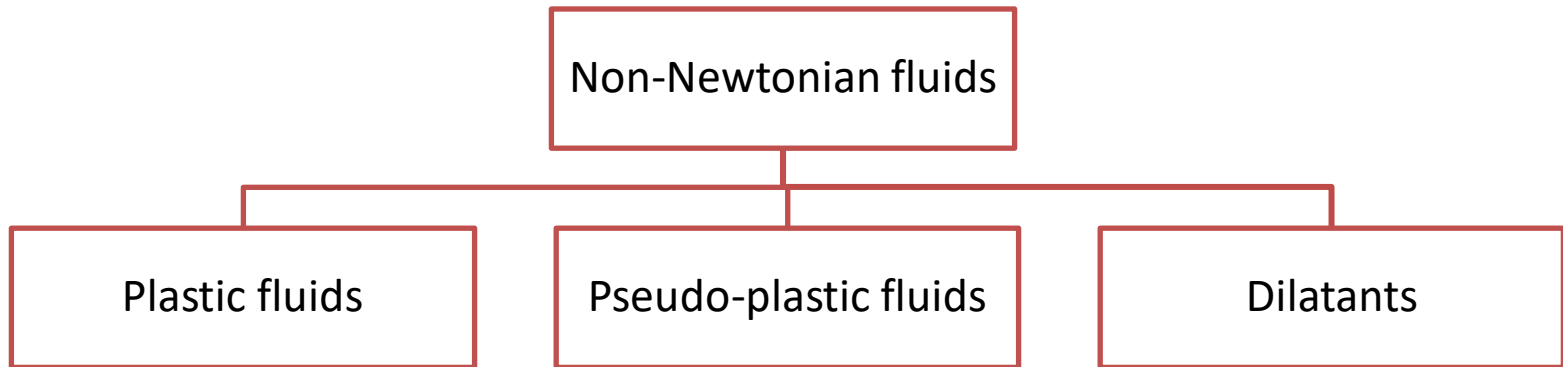 Non-Newtonian fluids
Plastic fluids
Pseudo-plastic fluids
Dilatants